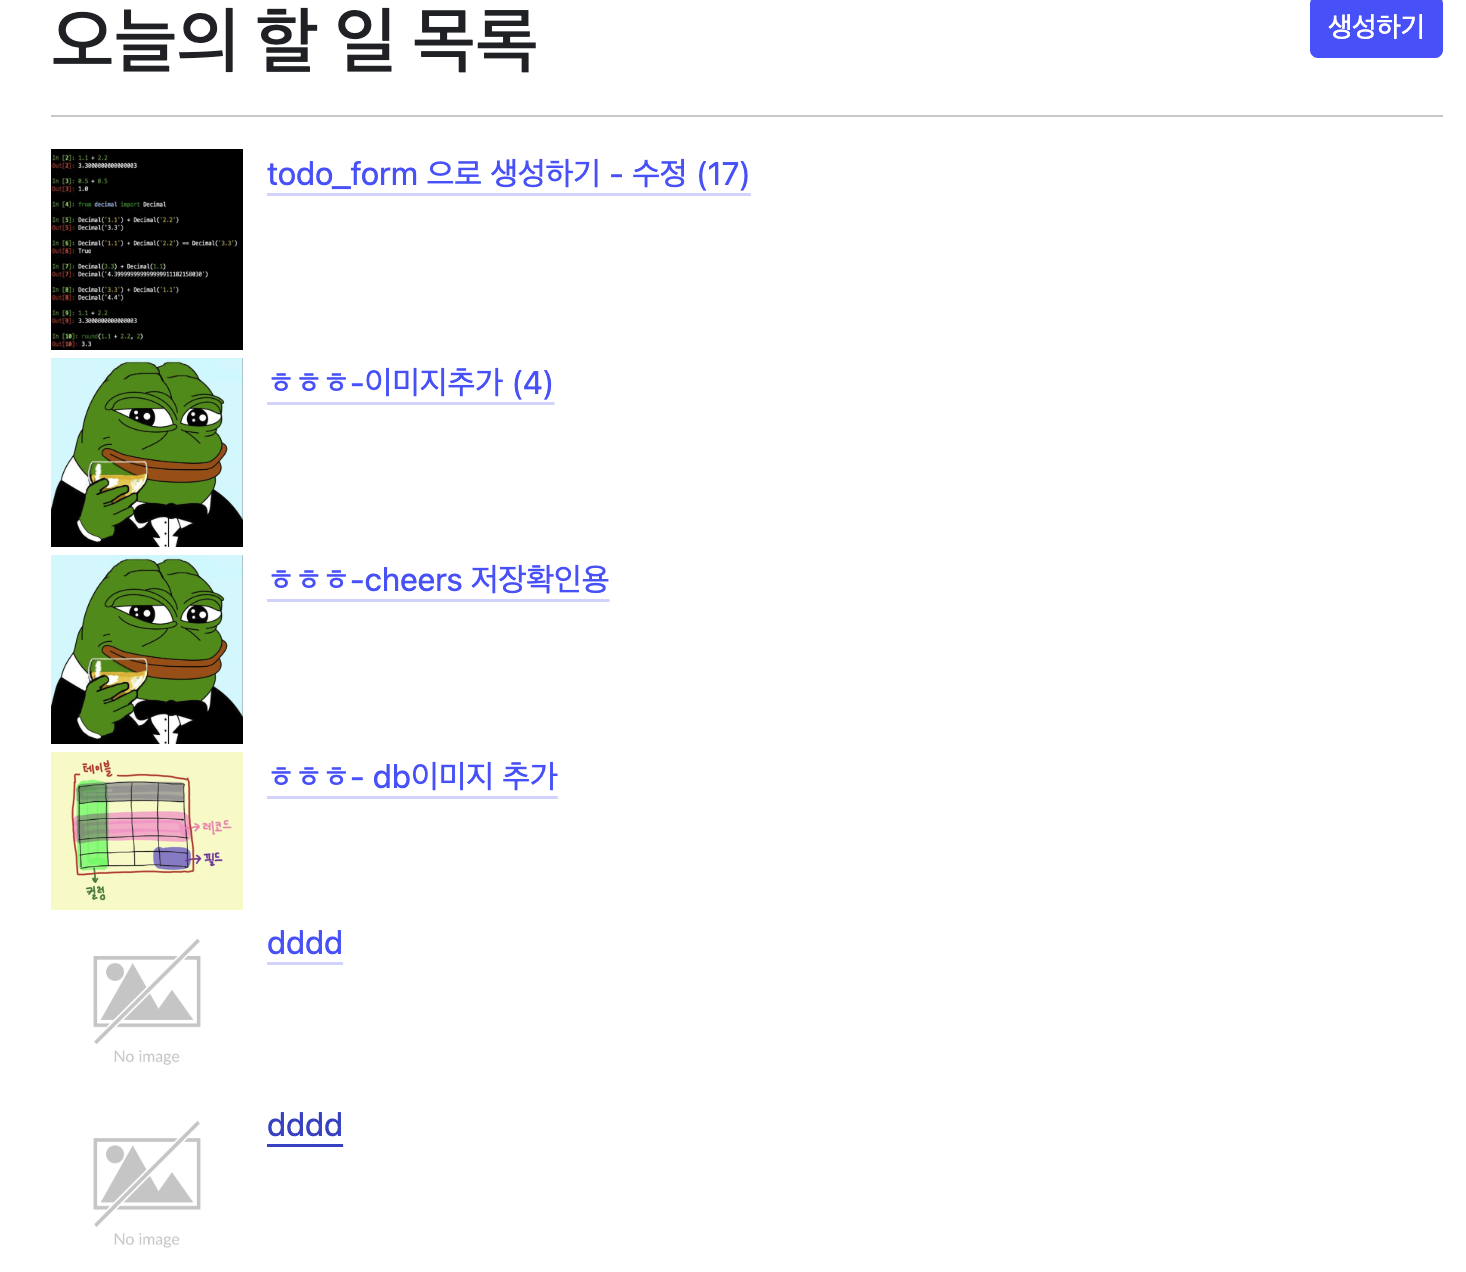 오늘의 할 일 목록
생성하기
In [2]: 1.1 + 2.2
Out[2]: 3.3000000000000003
In [3]: 0.5 + 0.5
Out[3]: 1.0
In [4]: from decimal import Decimal
In [5]: Decimal('1.1') + Decimal('2.2')
Out[5]: Decimal('3.3')
In [6]: Decimal('1.1') + Decimal('2.2') == Decimal('3.3')
Out[6]: True
In [7]: Decimal(3.3) + Decimal(1.1)
In [8]: Decimal('3.3') + Decimal('1.1')
Out[8]: Decimal('4.4')
In [9]: 1.1 + 2.2
Out[9]: 3.3000000000000003
In [10]: round(1.1 + 2.2, 2)
Out[10]: 3.3
todo_form 으로 생성하기 - 수정 (17)
ㅎㅎㅎ-이미지추가 (4)
ㅎㅎㅎ-cheers 저장확인용
테이블
레코드
필드
컬럼
ㅎㅎㅎ- db이미지 추가
dddd
No image
dddd
No image